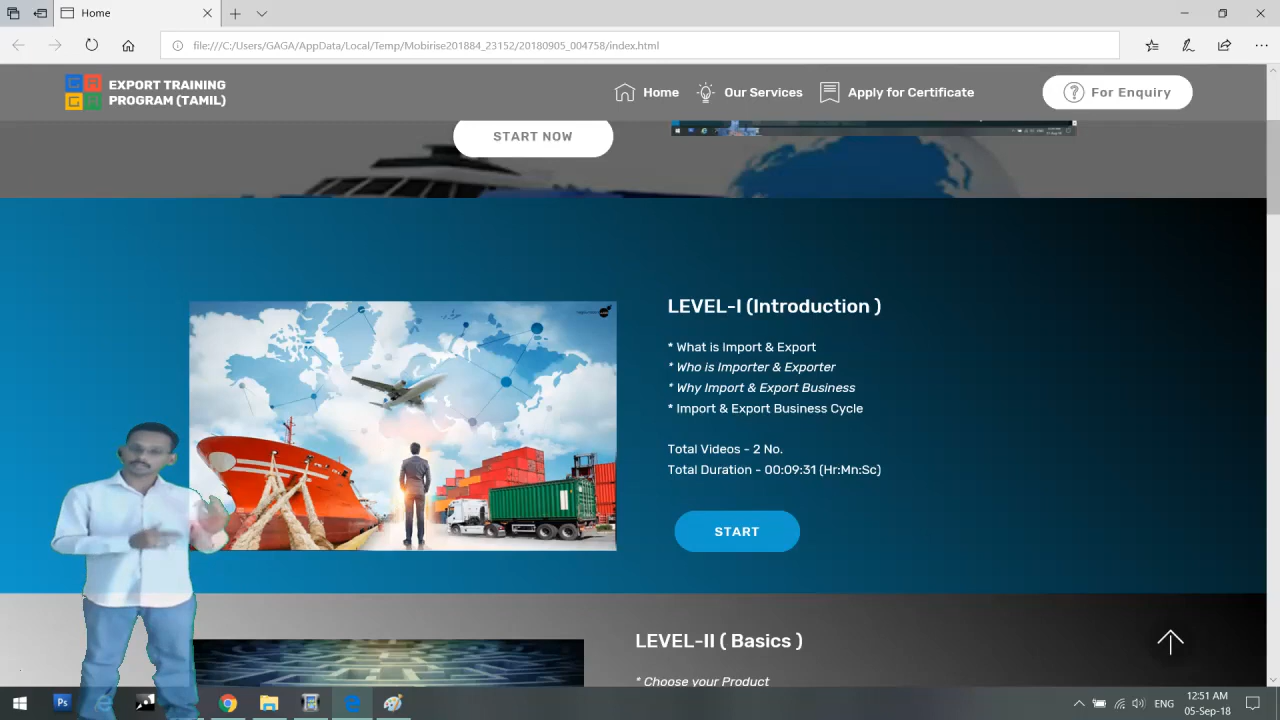 Home
file:///C:/Users/GAGA/AppData/Local/Temp/Mobirise201884_23152/20180905_004758/index.html
GAGA
EXPORT TRAINING
PROGRAM (TAMIL)
Home
Our Services
Apply for Certificate
For Enquiry
START NOW
LEVEL-I (Introduction )
* What is Import & Export
* Who is Importer & Exporter
* Why Import & Export Business
* Import & Export Business Cycle
Total Videos - 2 No.
Total Duration - 00:09:31 (Hr:Mn:Sc)
START
LEVEL-II ( Basics )
* Choose your Product
Ps
ENG
12:51 AM
05-Sep-18